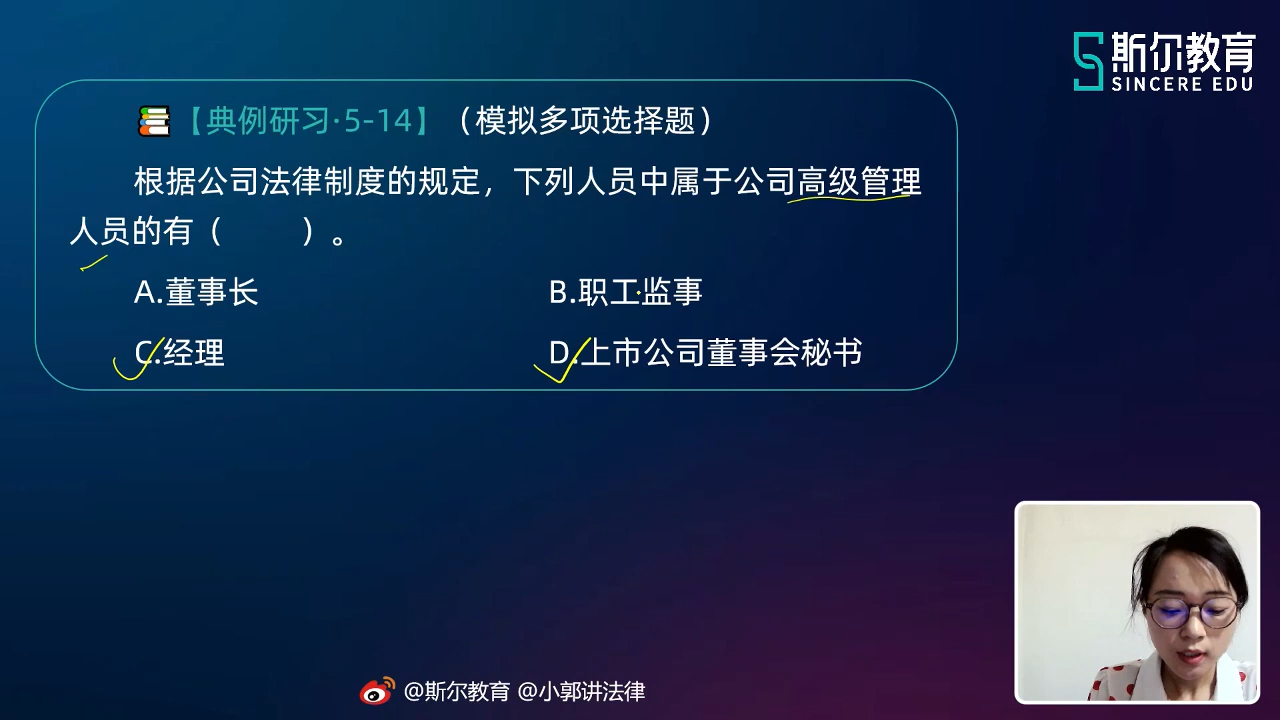 斯尔教育
SINCERE EDU
【典例研习·5-14】（模拟多项选择题）
根据公司法律制度的规定，下列人员中属于公司高级管理
人员的有（　　）。
A.董事长 B.职工监事
C.经理 D.上市公司董事会秘书
@斯尔教育 @小郭讲法律